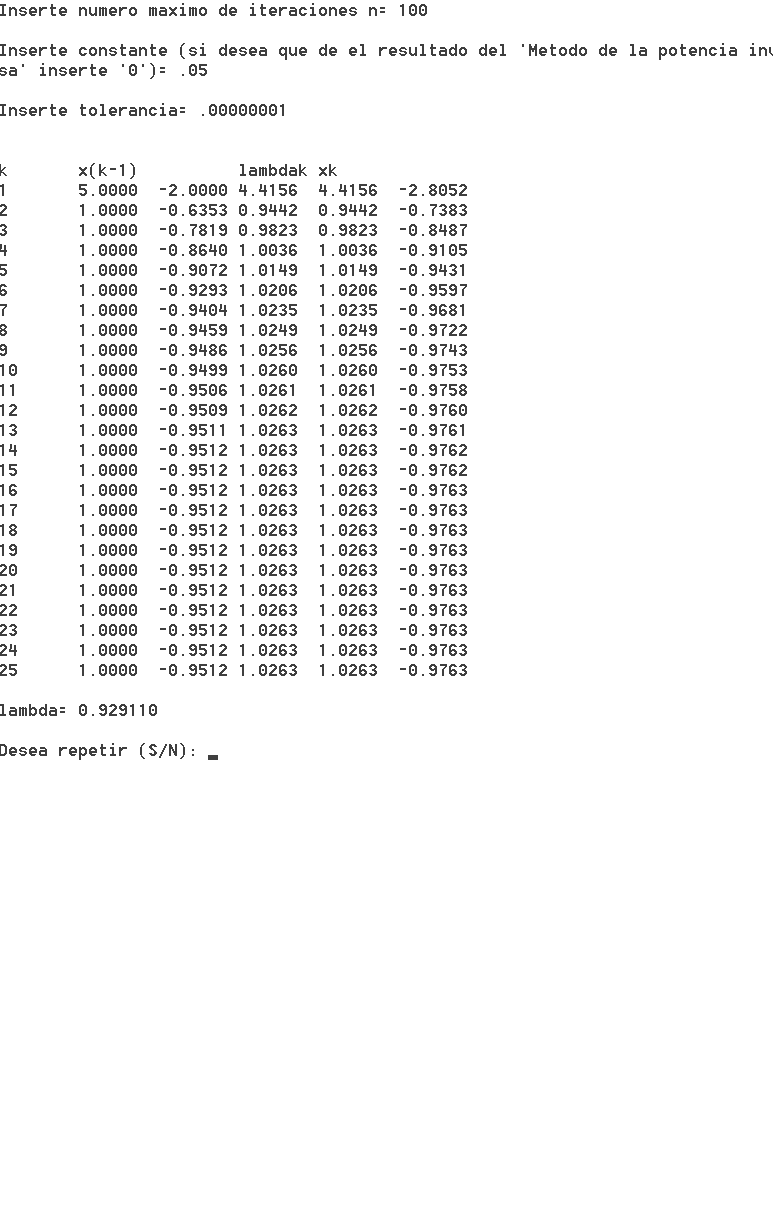 Inserte numero maximo de iteraciones n= 100
Inserte constante (si desea que de el resultado del 'Metodo de la potencia inv
sa' inserte '0')= .05
Inserte tolerancia= .00000001
k x(k-1) lambdak xk
1 5.0000 -2.0000 4.4156 4.4156 -2.8052
2 1.0000 -0.6353 0.9442 0.9442 -0.7383
3 1.0000 -0.7819 0.9823 0.9823 -0.8487
4 1.0000 -0.8640 1.0036 1.0036 -0.9105
5 1.0000 -0.9072 1.0149 1.0149 -0.9431
6 1.0000 -0.9293 1.0206 1.0206 -0.9597
7 1.0000 -0.9404 1.0235 1.0235 -0.9681
8 1.0000 -0.9459 1.0249 1.0249 -0.9722
9 1.0000 -0.9486 1.0256 1.0256 -0.9743
10 1.0000 -0.9499 1.0260 1.0260 -0.9753
11 1.0000 -0.9506 1.0261 1.0261 -0.9758
12 1.0000 -0.9509 1.0262 1.0262 -0.9760
13 1.0000 -0.9511 1.0263 1.0263 -0.9761
14 1.0000 -0.9512 1.0263 1.0263 -0.9762
15 1.0000 -0.9512 1.0263 1.0263 -0.9762
16 1.0000 -0.9512 1.0263 1.0263 -0.9763
17 1.0000 -0.9512 1.0263 1.0263 -0.9763
18 1.0000 -0.9512 1.0263 1.0263 -0.9763
19 1.0000 -0.9512 1.0263 1.0263 -0.9763
20 1.0000 -0.9512 1.0263 1.0263 -0.9763
21 1.0000 -0.9512 1.0263 1.0263 -0.9763
22 1.0000 -0.9512 1.0263 1.0263 -0.9763
23 1.0000 -0.9512 1.0263 1.0263 -0.9763
24 1.0000 -0.9512 1.0263 1.0263 -0.9763
25 1.0000 -0.9512 1.0263 1.0263 -0.9763
lambda= 0.929110
Desea repetir (S/N): _